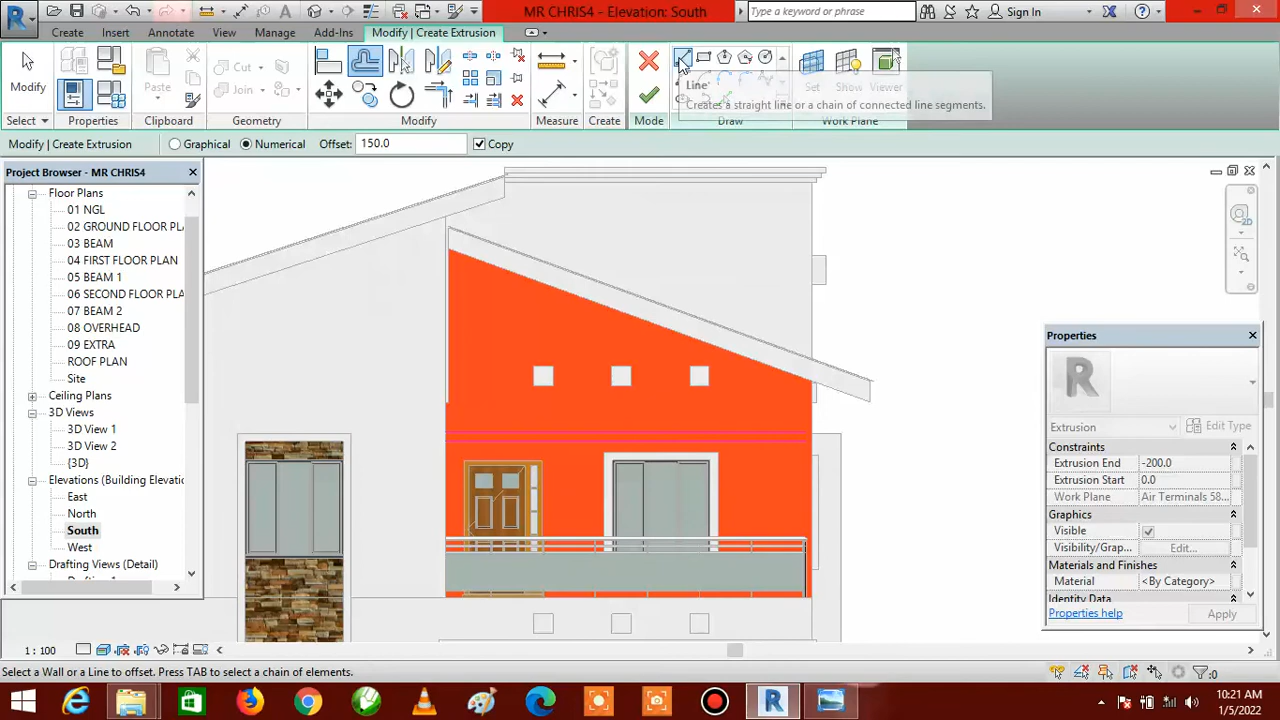 MR CHRIS4 - Elevation: South
Type a keyword or phrase
Sign In
Create
Insert
Annotate
View
Manage
Add-Ins
Modify | Create Extrusion
Modify
Paste
Cut
Join
Create
Set
Show
Viewer
Line
Creates a straight line or a chain of connected line segments.
Select
Properties
Clipboard
Geometry
Modify
Measure
Create
Mode
Draw
Work Plane
Modify | Create Extrusion
Graphical
Numerical
Offset:
150.0
Copy
Project Browser - MR CHRIS4
Floor Plans
01 NGL
02 GROUND FLOOR PLA
03 BEAM
04 FIRST FLOOR PLAN
05 BEAM 1
06 SECOND FLOOR PLA
07 BEAM 2
08 OVERHEAD
09 EXTRA
ROOF PLAN
Site
Ceiling Plans
3D Views
3D View 1
3D View 2
{3D}
Elevations (Building Elevatio
East
North
South
West
Drafting Views (Detail)
Properties
Extrusion
Edit Type
Constraints
Extrusion End
-200.0
Extrusion Start
0.0
Work Plane
Air Terminals 58...
Graphics
Visible
Visibility/Grap...
Edit...
Materials and Finishes
Material
<By Category>
Identity Data
Properties help
Apply
1 : 100
Select a Wall or a Line to offset. Press TAB to select a chain of elements.
:0
10:21 AM
1/5/2022